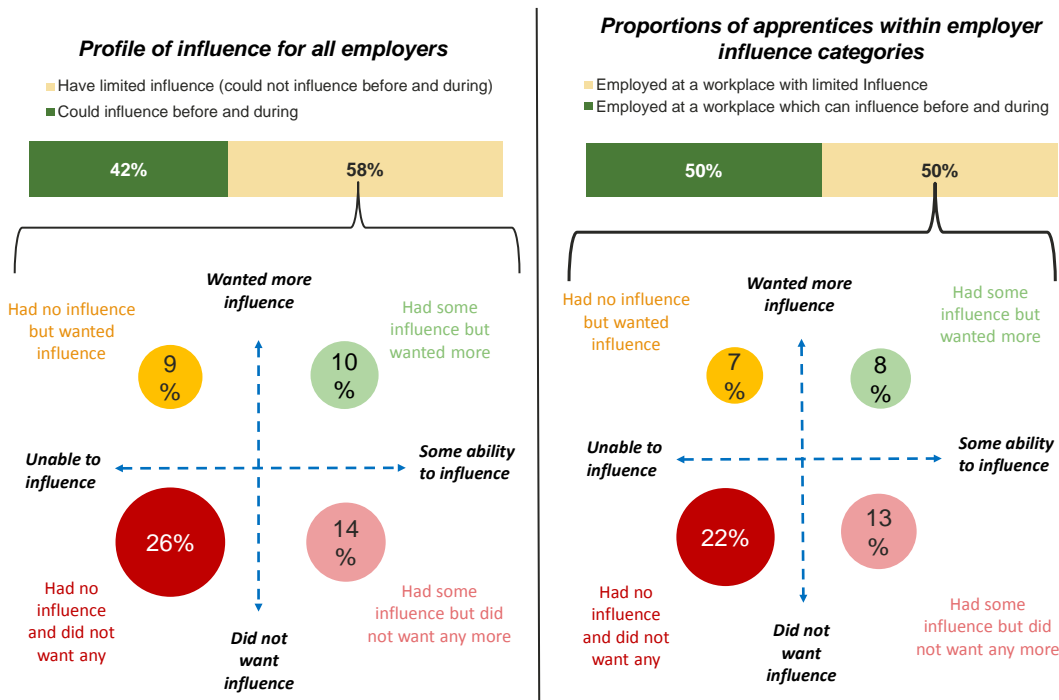 Profile of influence for all employers
Have limited influence (could not influence before and during)
Could influence before and during
42%
58%
Wanted more
influence
Had no influence
but wanted
influence
Had some
influence but
wanted more
9
%
10
%
Unable to
influence
Some ability
to influence
26%
14
%
Had no
influence
and did not
want any
Did not
want
influence
Had some
influence but did
not want any more
Proportions of apprentices within employer
influence categories
Employed at a workplace with limited Influence
Employed at a workplace which can influence before and during
50%
50%
Wanted more
influence
Had no influence
but wanted
influence
Had some
influence but
wanted more
7
%
8
%
Unable to
influence
Some ability
to influence
22%
13
%
Had no
influence
and did not
want any
Did not
want
influence
Had some
influence but did
not want any more